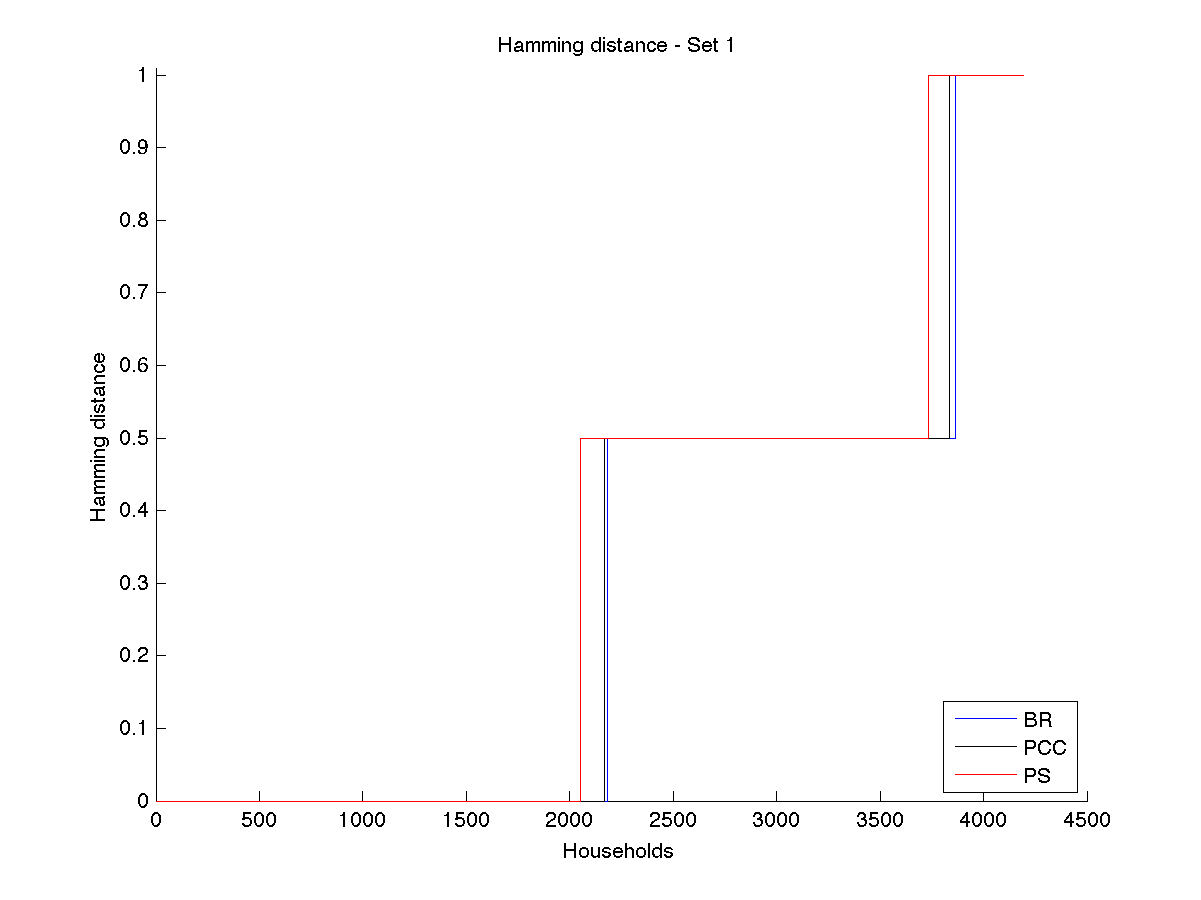 Hamming distance - Set 1
1
0.9
0.8
0.7
0.6
0.5
0.4
0.3
0.2
0.1
0
Hamming distance
BR
PCC
PS
0 500 1000 1500 2000 2500 3000 3500 4000 4500
Households